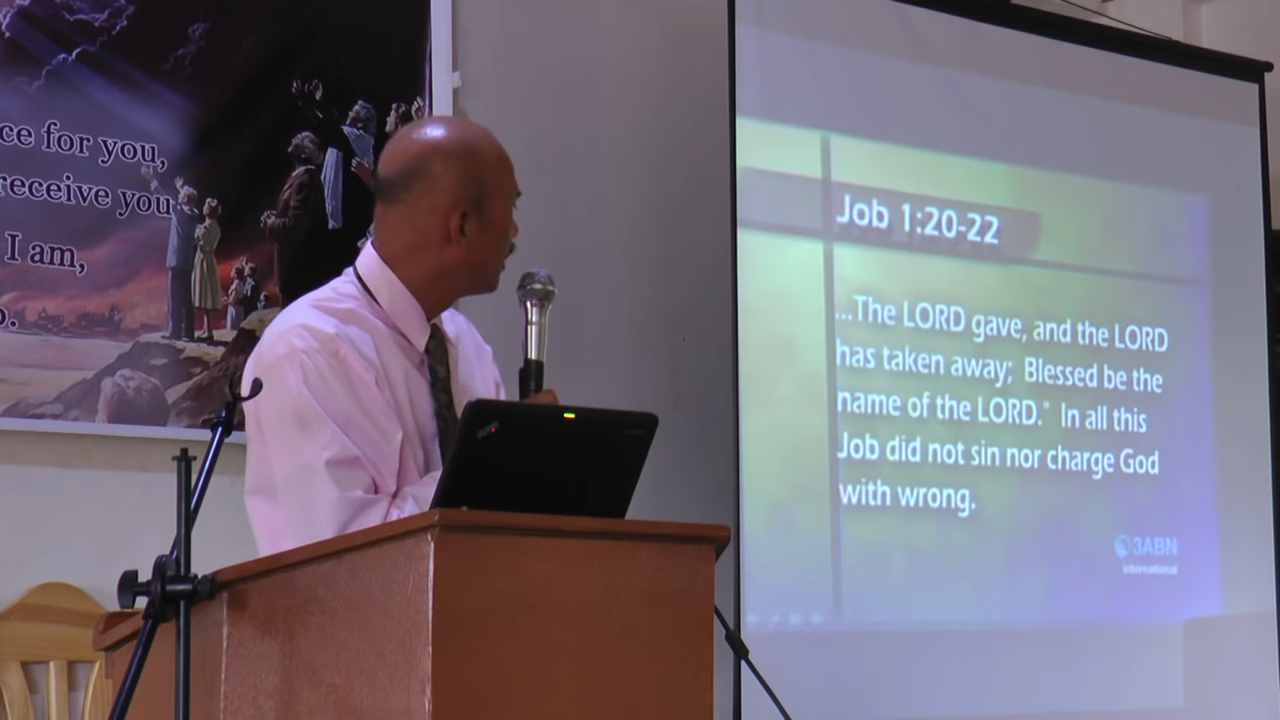 ce for you,
receive you
I am,
Job 1:20-22
...The LORD gave, and the LORD
has taken away; Blessed be the
name of the LORD." In all this
Job did not sin nor charge God
with wrong.
3ABN
international